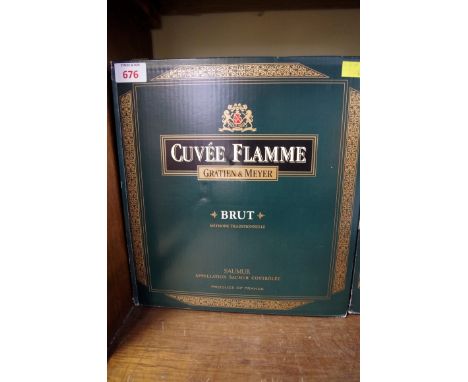 676
CUVÉE FLAMME
GRATIEN & MEYER
BRUT
MÉTHODE TRADITIONNELLE
SAUMUR
APPELLATION SAUMUR CONTRÔLÉE
PRODUCE OF FRANCE